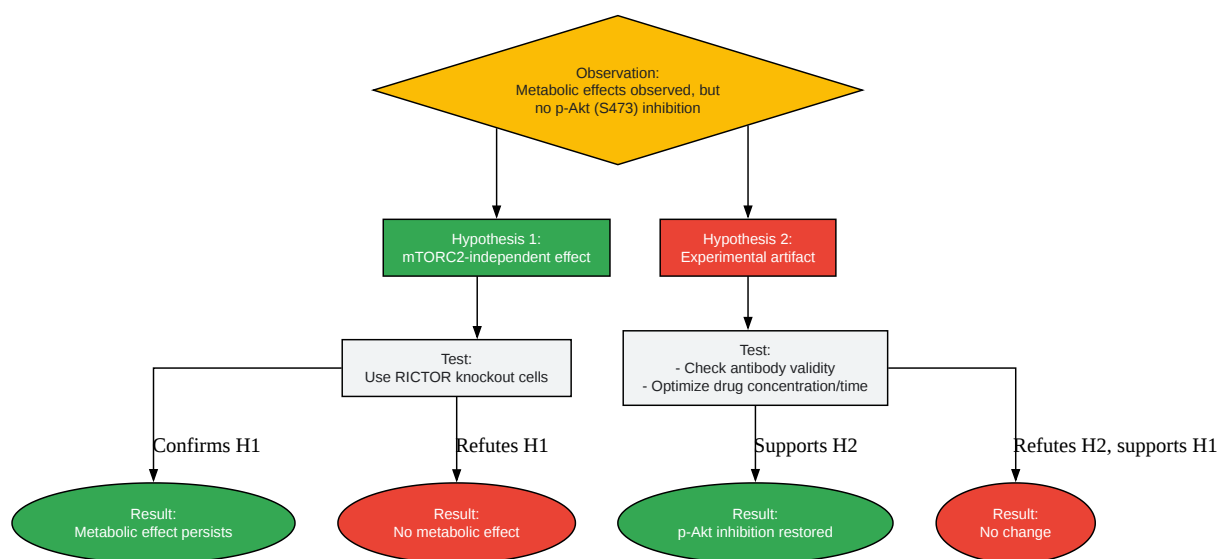 Observation:
Metabolic effects observed, but
no p-Akt (S473) inhibition
Hypothesis 1:
mTORC2-independent effect
Hypothesis 2:
Experimental artifact
Test:
Use RICTOR knockout cells
Test:
- Check antibody validity
- Optimize drug concentration/time
Confirms H1
Refutes H1
Supports H2
Refutes H2, supports H1
Result:
Metabolic effect persists
Result:
No metabolic effect
Result:
p-Akt inhibition restored
Result:
No change